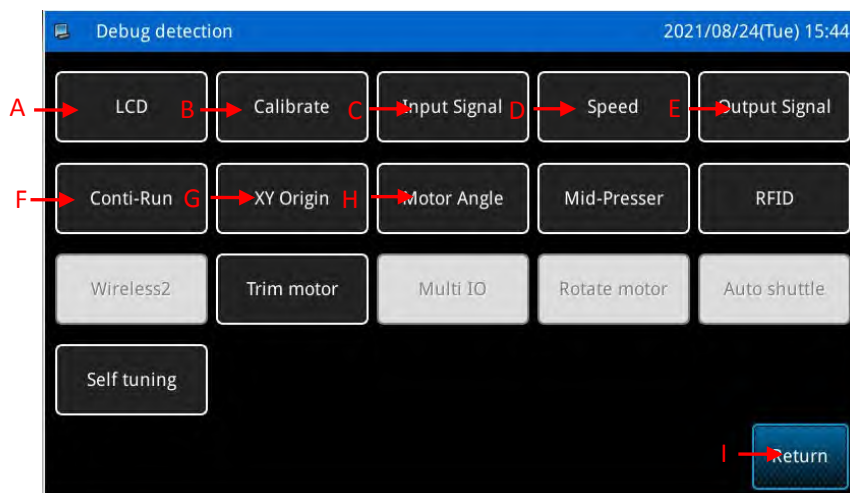 Debug detection 2021/08/24(Tue) 15:44
A LCD B Calibrate C Input Signal D Speed E Output Signal
F Conti-Run G XY Origin H Motor Angle Mid-Presser RFID
Wireless2 Trim motor Multi IO Rotate motor Auto shuttle
Self tuning
I Return